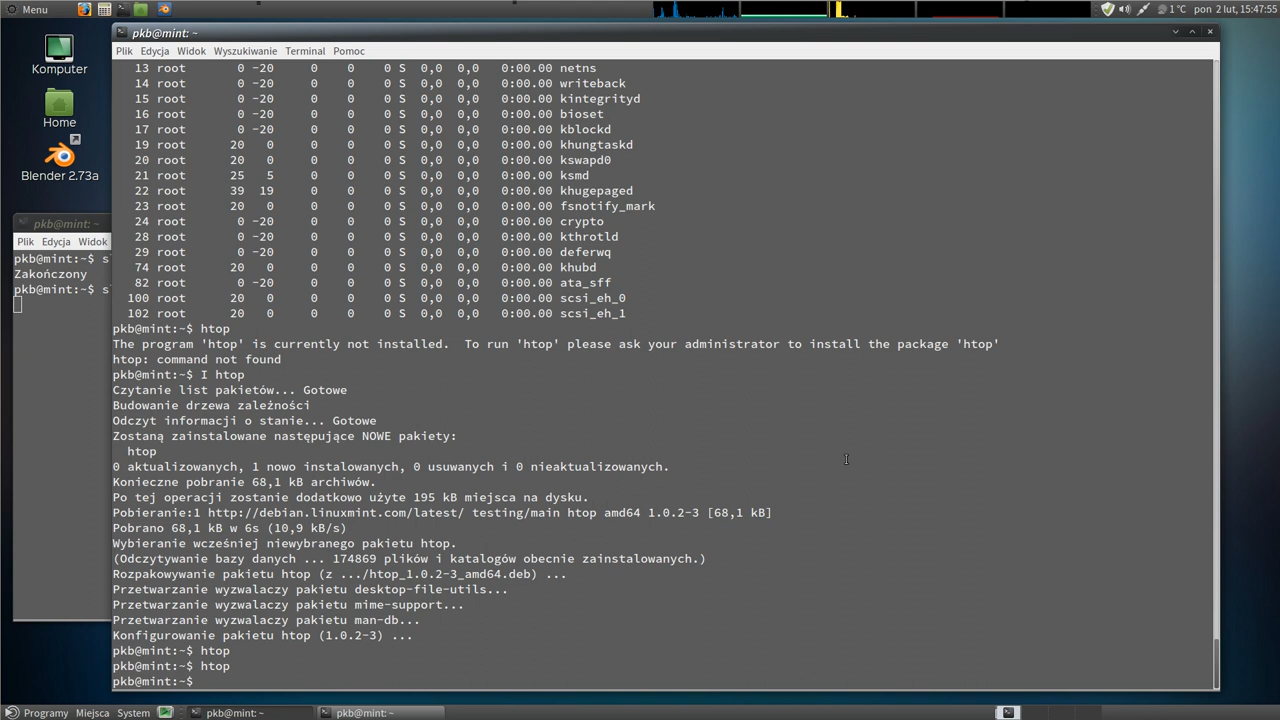 Menu
1 °C pon 2 lut, 15:47:55
Komputer
Home
Blender 2.73a
pkb@mint: ~
Plik Edycja Widok
pkb@mint:~$ s
Zakończony
pkb@mint:~$ s
pkb@mint: ~
Plik Edycja Widok Wyszukiwanie Terminal Pomoc
13 root 0 -20 0 0 0 S 0,0 0,0 0:00.00 netns
14 root 0 -20 0 0 0 S 0,0 0,0 0:00.00 writeback
15 root 0 -20 0 0 0 S 0,0 0,0 0:00.00 kintegrityd
16 root 0 -20 0 0 0 S 0,0 0,0 0:00.00 bioset
17 root 0 -20 0 0 0 S 0,0 0,0 0:00.00 kblockd
19 root 20 0 0 0 0 S 0,0 0,0 0:00.00 khungtaskd
20 root 20 0 0 0 0 S 0,0 0,0 0:00.00 kswapd0
21 root 25 5 0 0 0 S 0,0 0,0 0:00.00 ksmd
22 root 39 19 0 0 0 S 0,0 0,0 0:00.00 khugepaged
23 root 20 0 0 0 0 S 0,0 0,0 0:00.00 fsnotify_mark
24 root 0 -20 0 0 0 S 0,0 0,0 0:00.00 crypto
28 root 0 -20 0 0 0 S 0,0 0,0 0:00.00 kthrotld
29 root 0 -20 0 0 0 S 0,0 0,0 0:00.00 deferwq
74 root 20 0 0 0 0 S 0,0 0,0 0:00.00 khubd
82 root 0 -20 0 0 0 S 0,0 0,0 0:00.00 ata_sff
100 root 20 0 0 0 0 S 0,0 0,0 0:00.00 scsi_eh_0
102 root 20 0 0 0 0 S 0,0 0,0 0:00.00 scsi_eh_1
pkb@mint:~$ htop
The program 'htop' is currently not installed.  To run 'htop' please ask your administrator to install the package 'htop'
htop: command not found
pkb@mint:~$ I htop
Czytanie list pakietów... Gotowe
Budowanie drzewa zależności
Odczyt informacji o stanie... Gotowe
Zostaną zainstalowane następujące NOWE pakiety:
htop
0 aktualizowanych, 1 nowo instalowanych, 0 usuwanych i 0 nieaktualizowanych.
Konieczne pobranie 68,1 kB archiwów.
Po tej operacji zostanie dodatkowo użyte 195 kB miejsca na dysku.
Pobieranie:1 http://debian.linuxmint.com/latest/ testing/main htop amd64 1.0.2-3 [68,1 kB]
Pobrano 68,1 kB w 6s (10,9 kB/s)
Wybieranie wcześniej niewybranego pakietu htop.
(Odczytywanie bazy danych ... 174869 plików i katalogów obecnie zainstalowanych.)
Rozpakowywanie pakietu htop (z .../htop_1.0.2-3_amd64.deb) ...
Przetwarzanie wyzwalaczy pakietu desktop-file-utils...
Przetwarzanie wyzwalaczy pakietu mime-support...
Przetwarzanie wyzwalaczy pakietu man-db...
Konfigurowanie pakietu htop (1.0.2-3) ...
pkb@mint:~$ htop
pkb@mint:~$ htop
pkb@mint:~$
Programy Miejsca System pkb@mint: ~ pkb@mint: ~